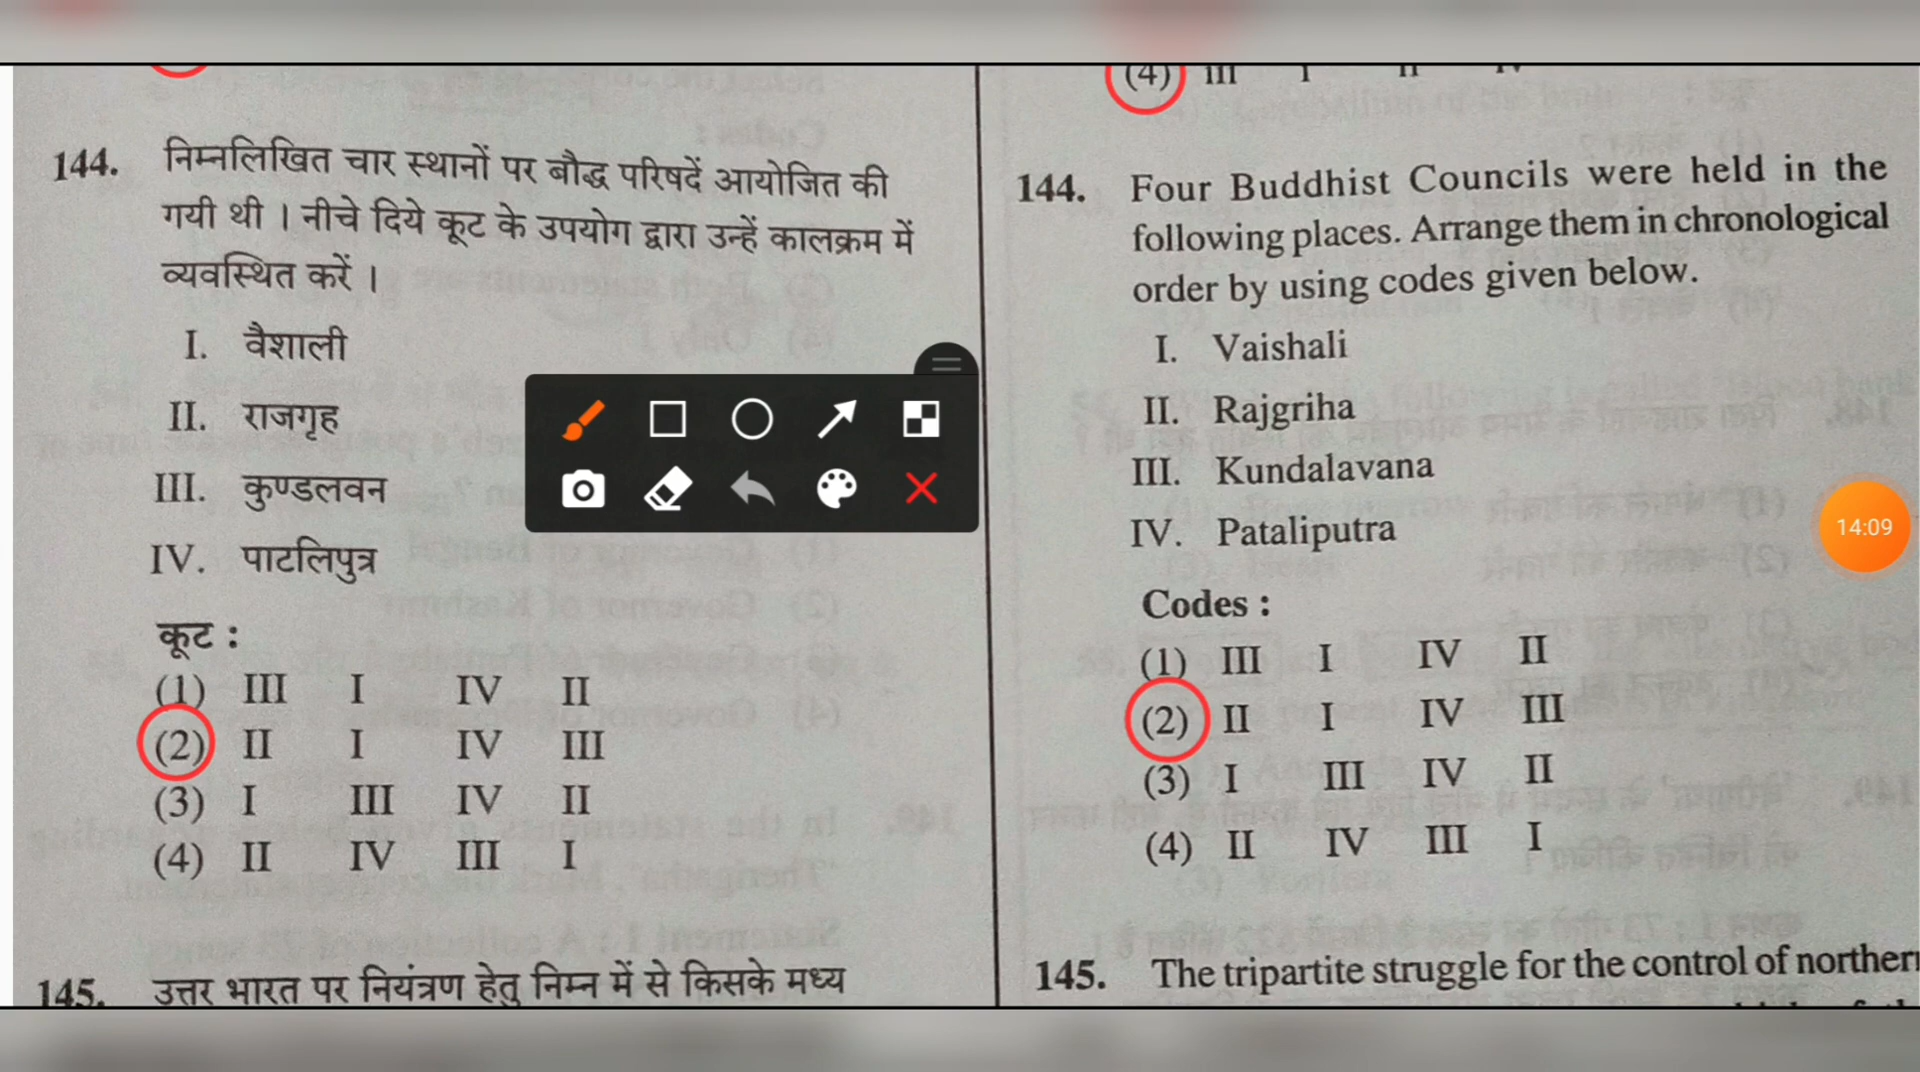 144. निम्नलिखित चार स्थानों पर बौद्ध परिषदें आयोजित की
गयी थी । नीचे दिये कूट के उपयोग द्वारा उन्हें कालक्रम में
व्यवस्थित करें ।
I. वैशाली
II. राजगृह
III. कुण्डलवन
IV. पाटलिपुत्र
कूट :
(1) III I IV II
(2) II I IV III
(3) I III IV II
(4) II IV III I
145. उत्तर भारत पर नियंत्रण हेतु निम्न में से किसके मध्य
(4) III I II IV
144. Four Buddhist Councils were held in the
following places. Arrange them in chronological
order by using codes given below.
I. Vaishali
II. Rajgriha
III. Kundalavana
IV. Pataliputra
Codes :
(1) III I IV II
(2) II I IV III
(3) I III IV II
(4) II IV III I
145. The tripartite struggle for the control of northern
14:09